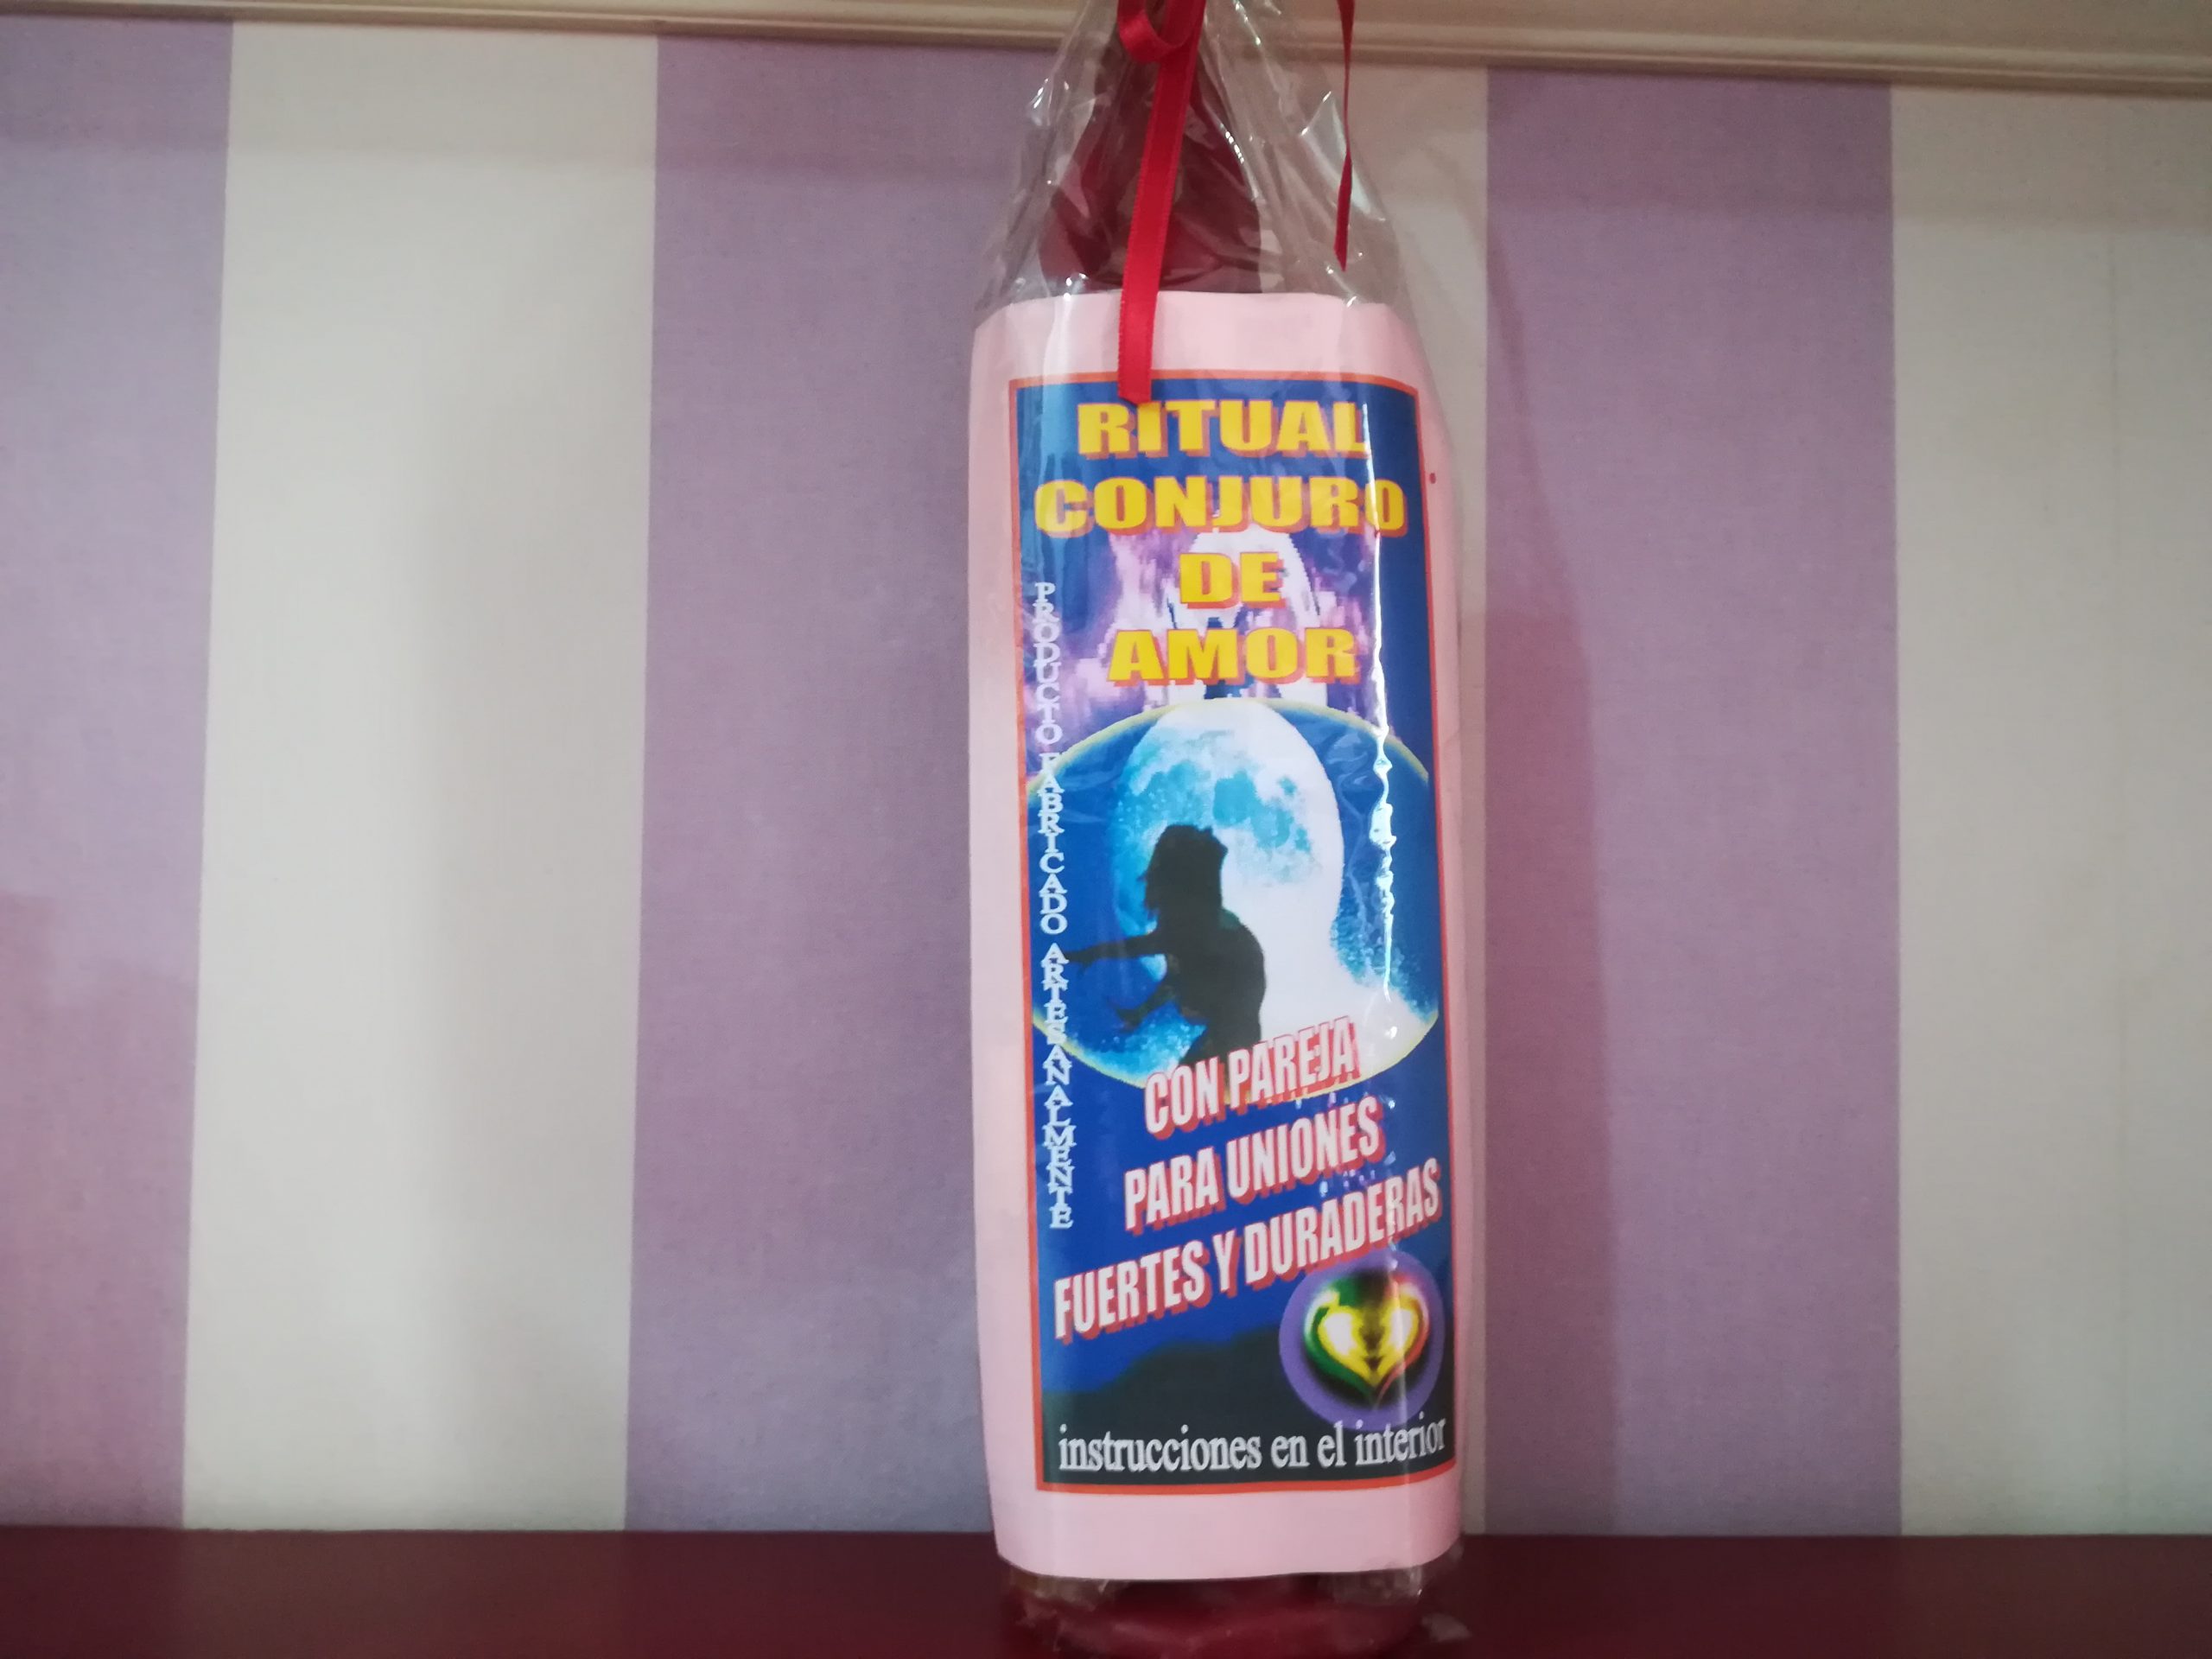 RITUAL
CONJURO
DE
AMOR
PRODUCTO FABRICADO ARTESANALMENTE
CON PAREJA
PARA UNIONES
FUERTES Y DURADERAS
instrucciones en el interior